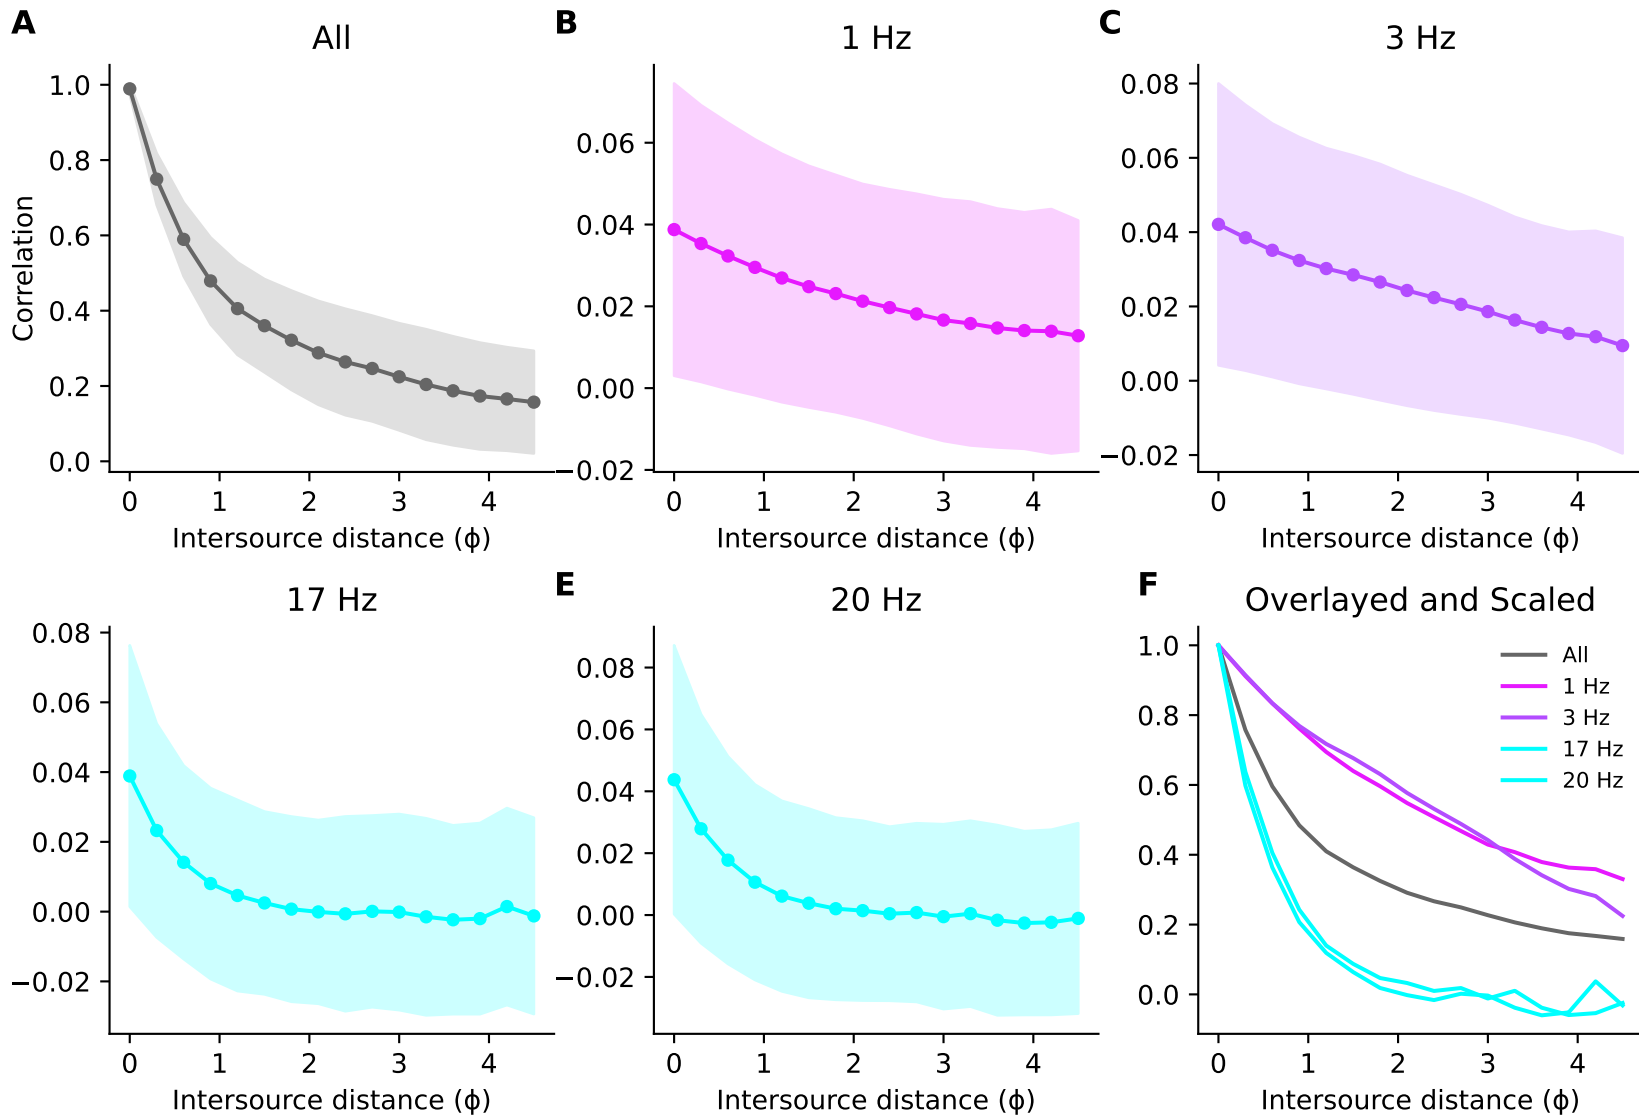 A
All
1.0
0.8
0.6
0.4
0.2
0.0
Correlation
0 1 2 3 4
Intersource distance (ϕ)
B
1 Hz
0.06
0.04
0.02
0.00
−0.02
0 1 2 3 4
Intersource distance (ϕ)
C
3 Hz
0.08
0.06
0.04
0.02
0.00
−0.02
0 1 2 3 4
Intersource distance (ϕ)
17 Hz
0.08
0.06
0.04
0.02
0.00
−0.02
0 1 2 3 4
Intersource distance (ϕ)
E
20 Hz
0.08
0.06
0.04
0.02
0.00
−0.02
0 1 2 3 4
Intersource distance (ϕ)
F
Overlayed and Scaled
1.0
0.8
0.6
0.4
0.2
0.0
All
1 Hz
3 Hz
17 Hz
20 Hz
0 1 2 3 4
Intersource distance (ϕ)